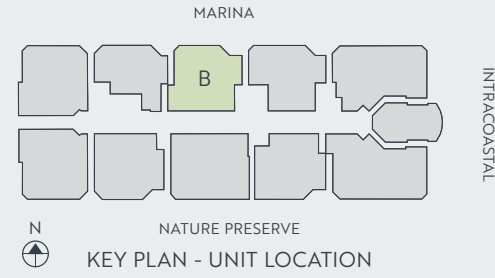 MARINA
B
INTRACOASTAL
N
NATURE PRESERVE
KEY PLAN - UNIT LOCATION